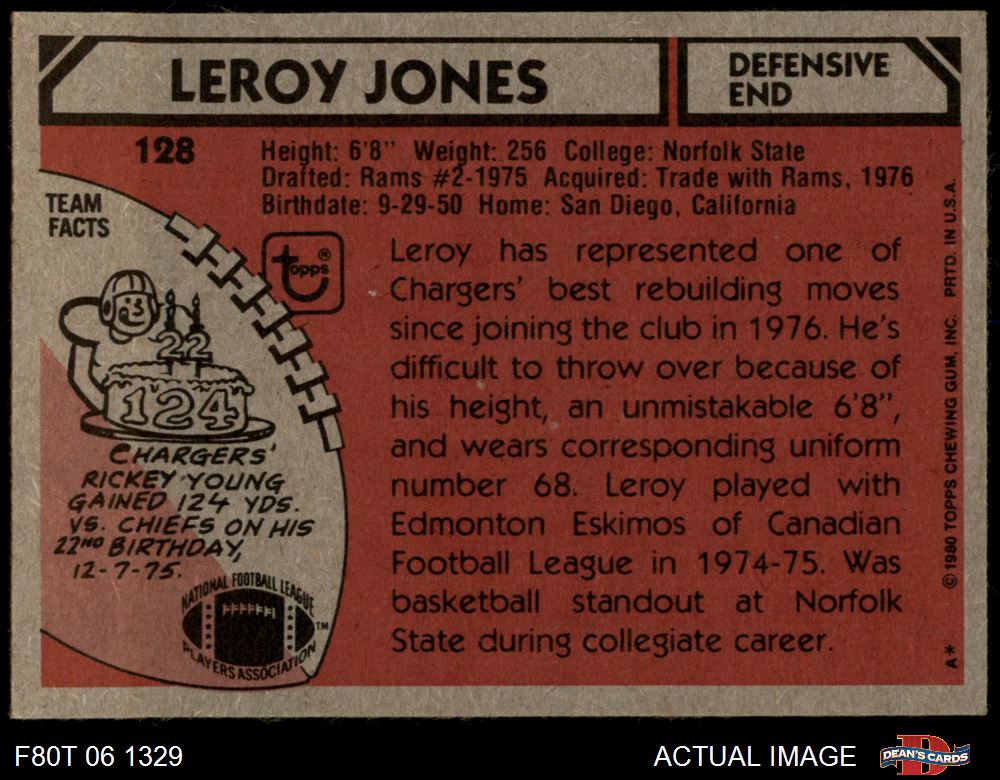 LEROY JONES
DEFENSIVE
END
128
Height: 6'8" Weight: 256 College: Norfolk State
Drafted: Rams #2-1975 Acquired: Trade with Rams, 1976
Birthdate: 9-29-50 Home: San Diego, California
TEAM
FACTS
topps®
22
124
CHARGERS'
RICKEY YOUNG
GAINED 124 YDS.
VS. CHIEFS ON HIS
22ND BIRTHDAY,
12-7-75.
NATIONAL FOOTBALL LEAGUE
PLAYERS ASSOCIATION
TM
Leroy has represented one of
Chargers' best rebuilding moves
since joining the club in 1976. He's
difficult to throw over because of
his height, an unmistakable 6'8",
and wears corresponding uniform
number 68. Leroy played with
Edmonton Eskimos of Canadian
Football League in 1974-75. Was
basketball standout at Norfolk
State during collegiate career.
A* © 1980 TOPPS CHEWING GUM, INC. PRTD. IN U.S.A.
F80T 06 1329
ACTUAL IMAGE
DEAN'S CARDS